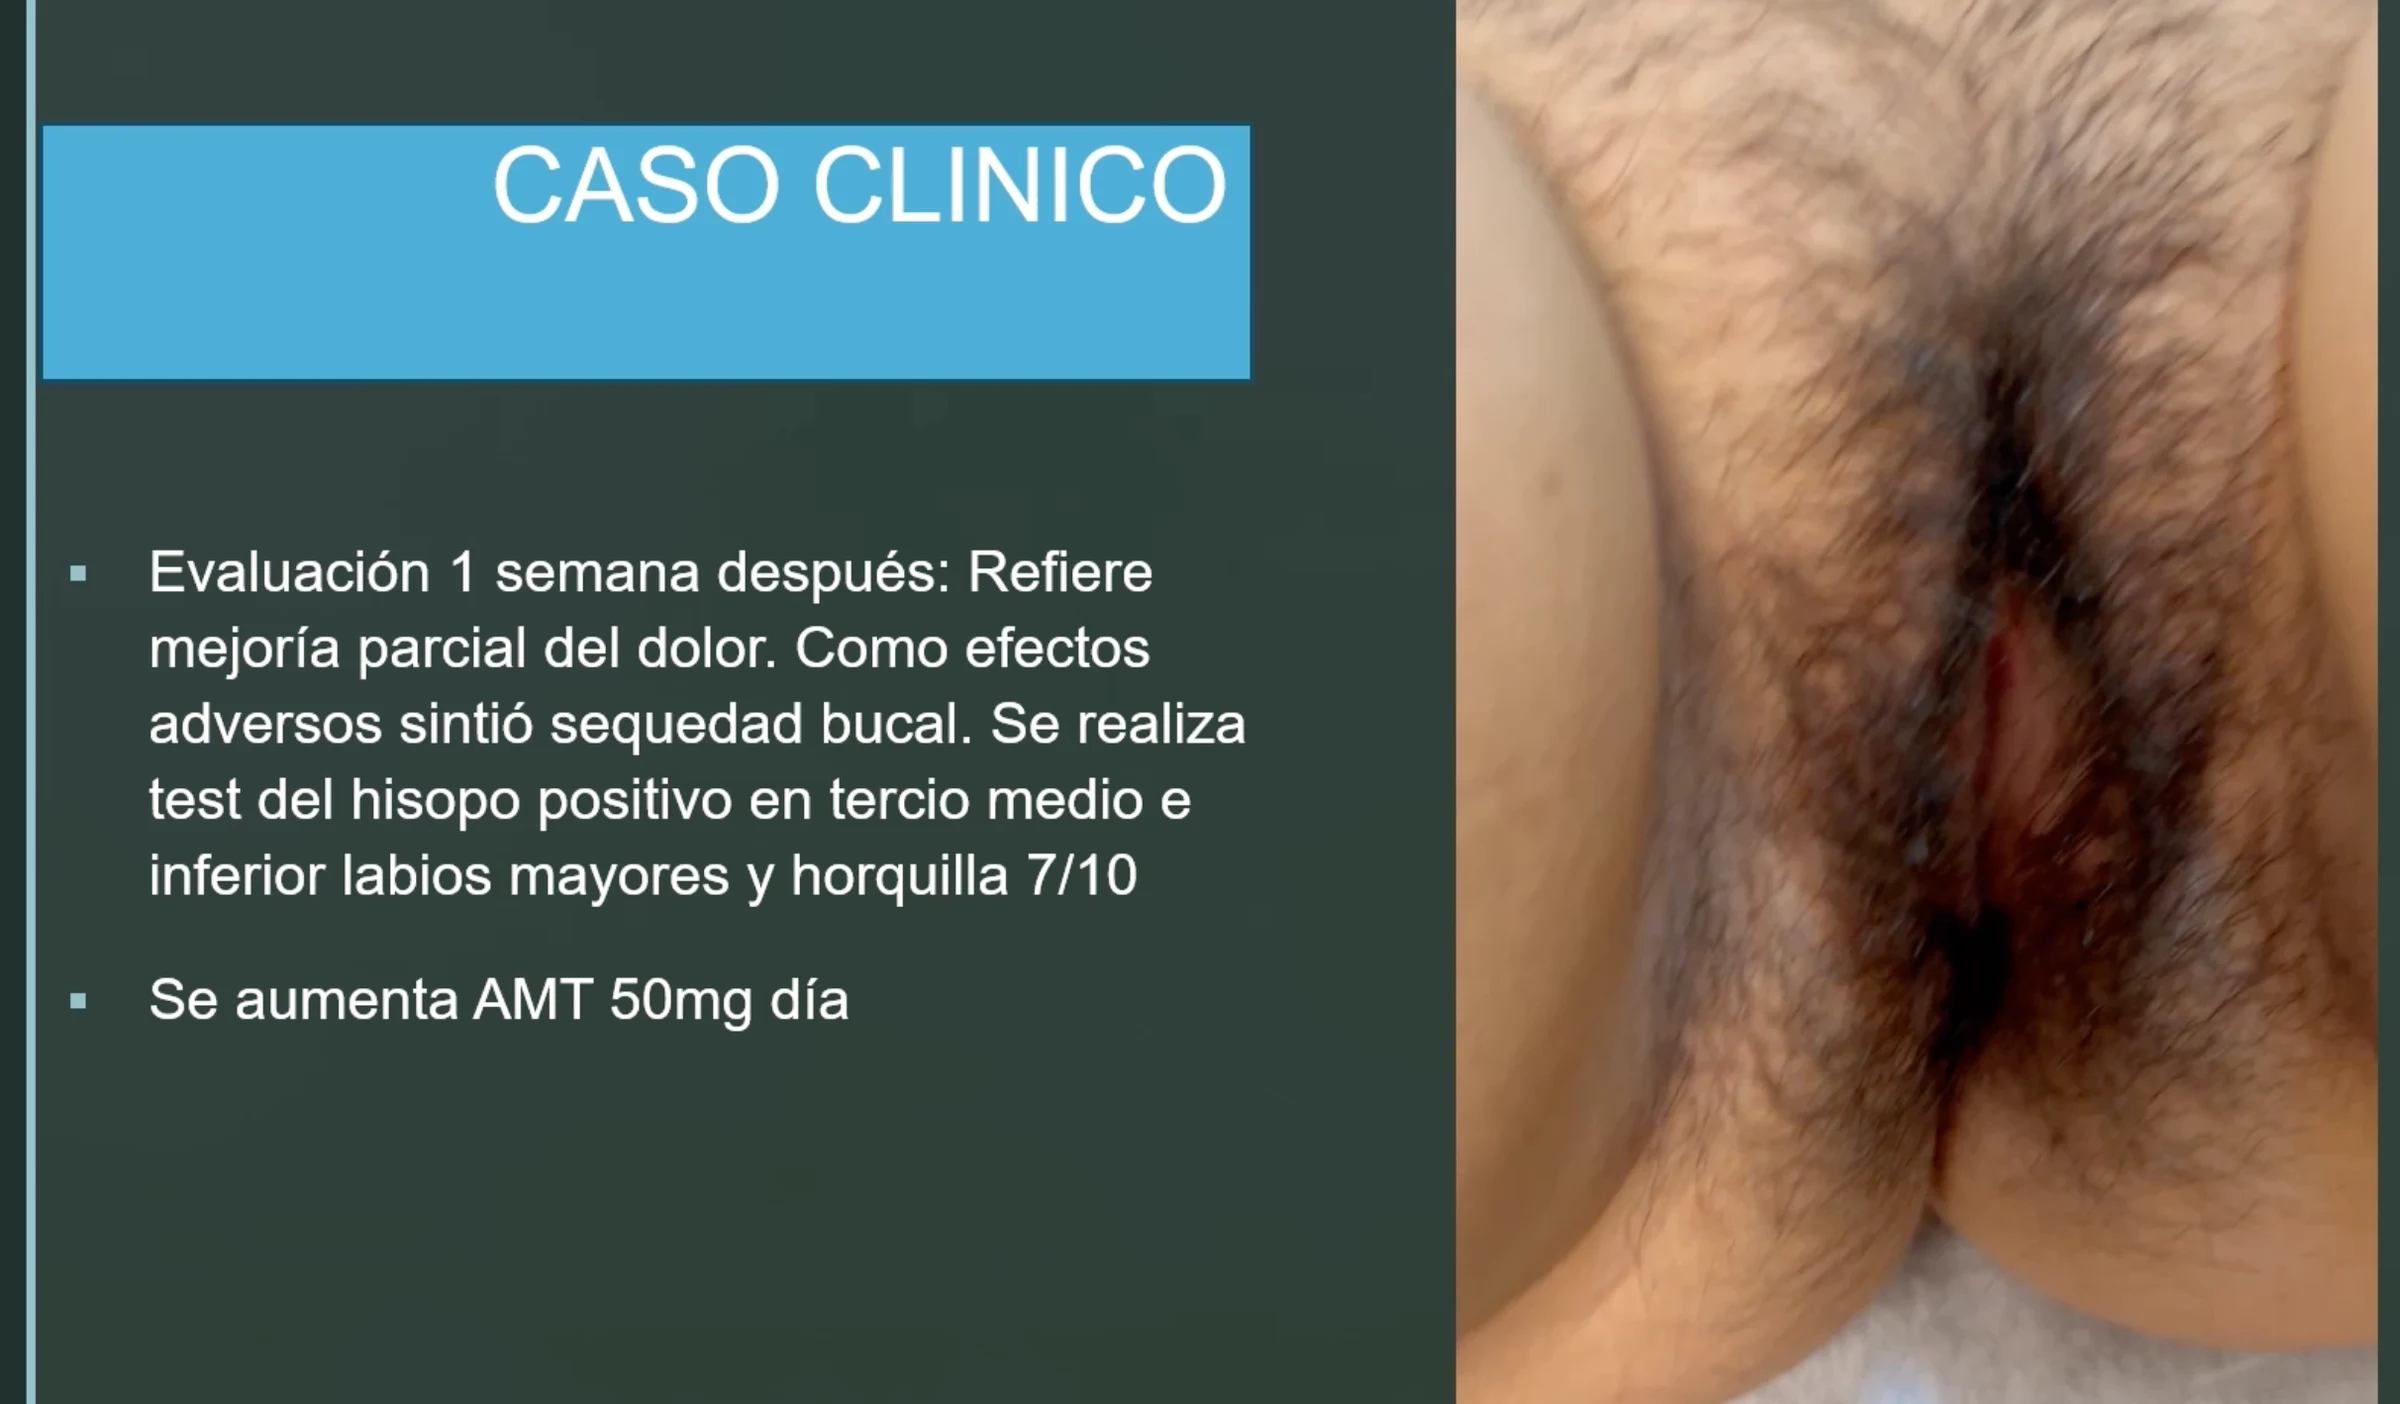 CASO CLINICO
Evaluación 1 semana después: Refiere
mejoría parcial del dolor. Como efectos
adversos sintió sequedad bucal. Se realiza
test del hisopo positivo en tercio medio e
inferior labios mayores y horquilla 7/10
Se aumenta AMT 50mg día